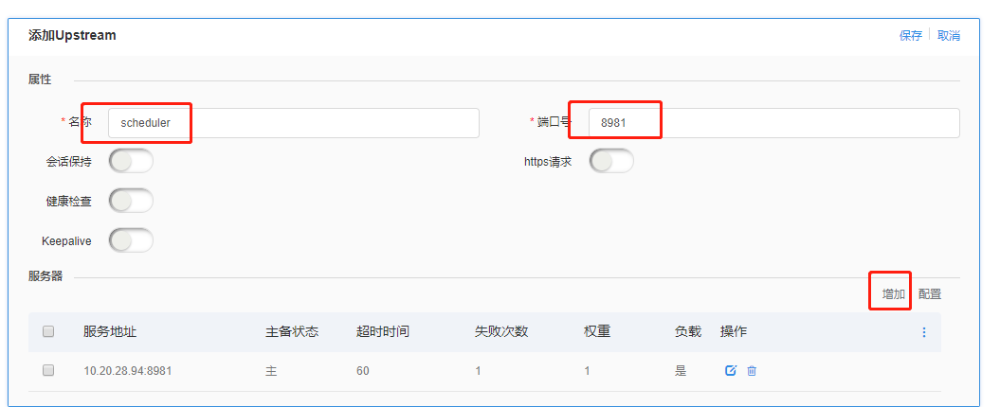 添加Upstream 保存 取消
属性
* 名称 scheduler * 端口号 8981
会话保持 https请求
健康检查
Keepalive
服务器
增加 配置
服务地址 主备状态 超时时间 失败次数 权重 负载 操作
10.20.28.94:8981 主 60 1 1 是